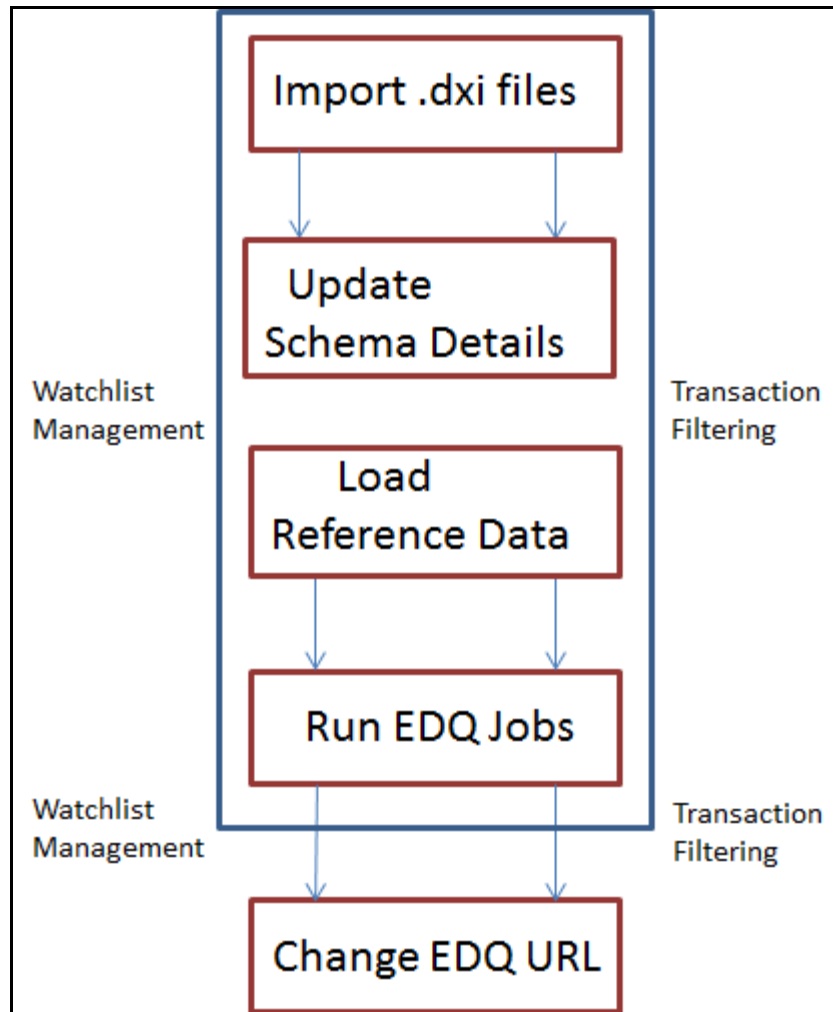 Import .dxi files
Update
Schema Details
Watchlist
Management
Transaction
Filtering
Load
Reference Data
Run EDQ Jobs
Watchlist
Management
Transaction
Filtering
Change EDQ URL